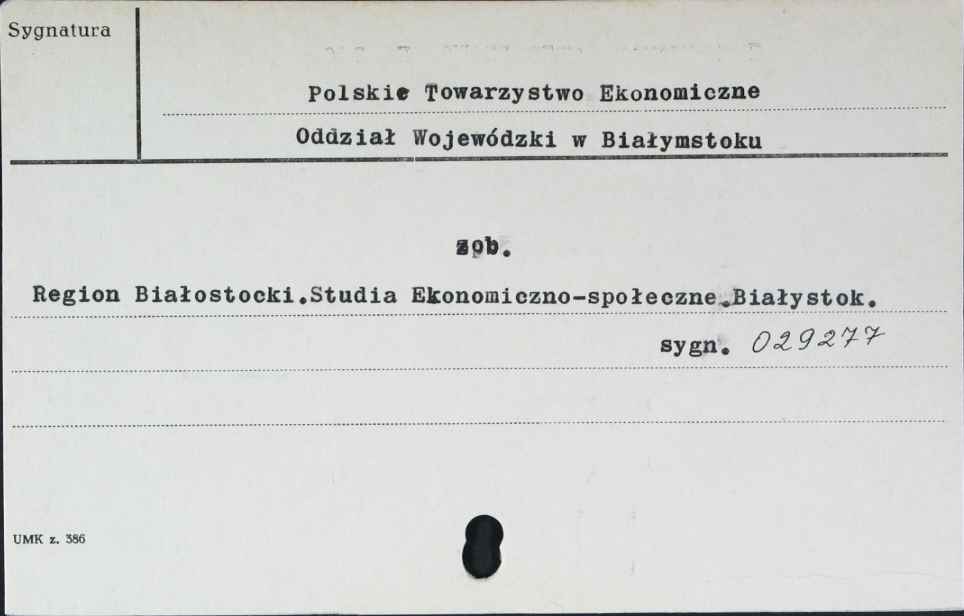 Sygnatura
Polskie Towarzystwo Ekonomiczne
Oddział Wojewódzki w Białymstoku
zob.
Region Białostocki.Studia Ekonomiczno-społeczne.Białystok.
sygn. 029277
UMK z. 386